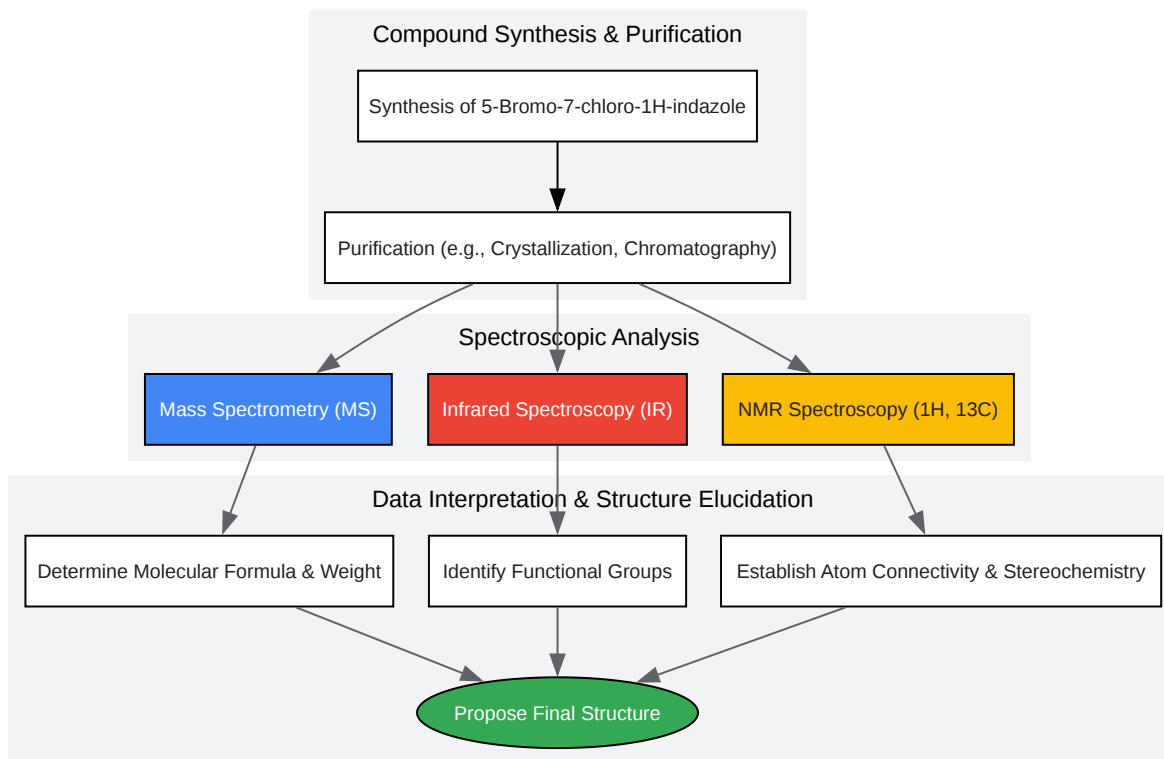 Compound Synthesis & Purification
Synthesis of 5-Bromo-7-chloro-1H-indazole
Purification (e.g., Crystallization, Chromatography)
Spectroscopic Analysis
Mass Spectrometry (MS)
Infrared Spectroscopy (IR)
NMR Spectroscopy (1H, 13C)
Data Interpretation & Structure Elucidation
Determine Molecular Formula & Weight
Identify Functional Groups
Establish Atom Connectivity & Stereochemistry
Propose Final Structure